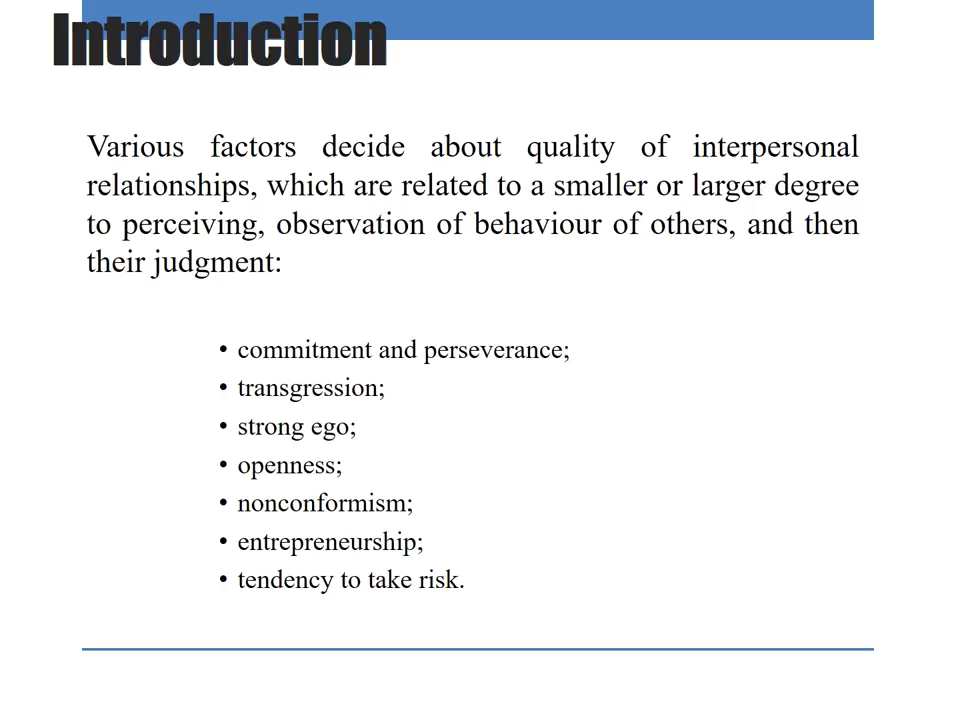 Introduction
Various factors decide about quality of interpersonal
relationships, which are related to a smaller or larger degree
to perceiving, observation of behaviour of others, and then
their judgment:
• commitment and perseverance;
• transgression;
• strong ego;
• openness;
• nonconformism;
• entrepreneurship;
• tendency to take risk.